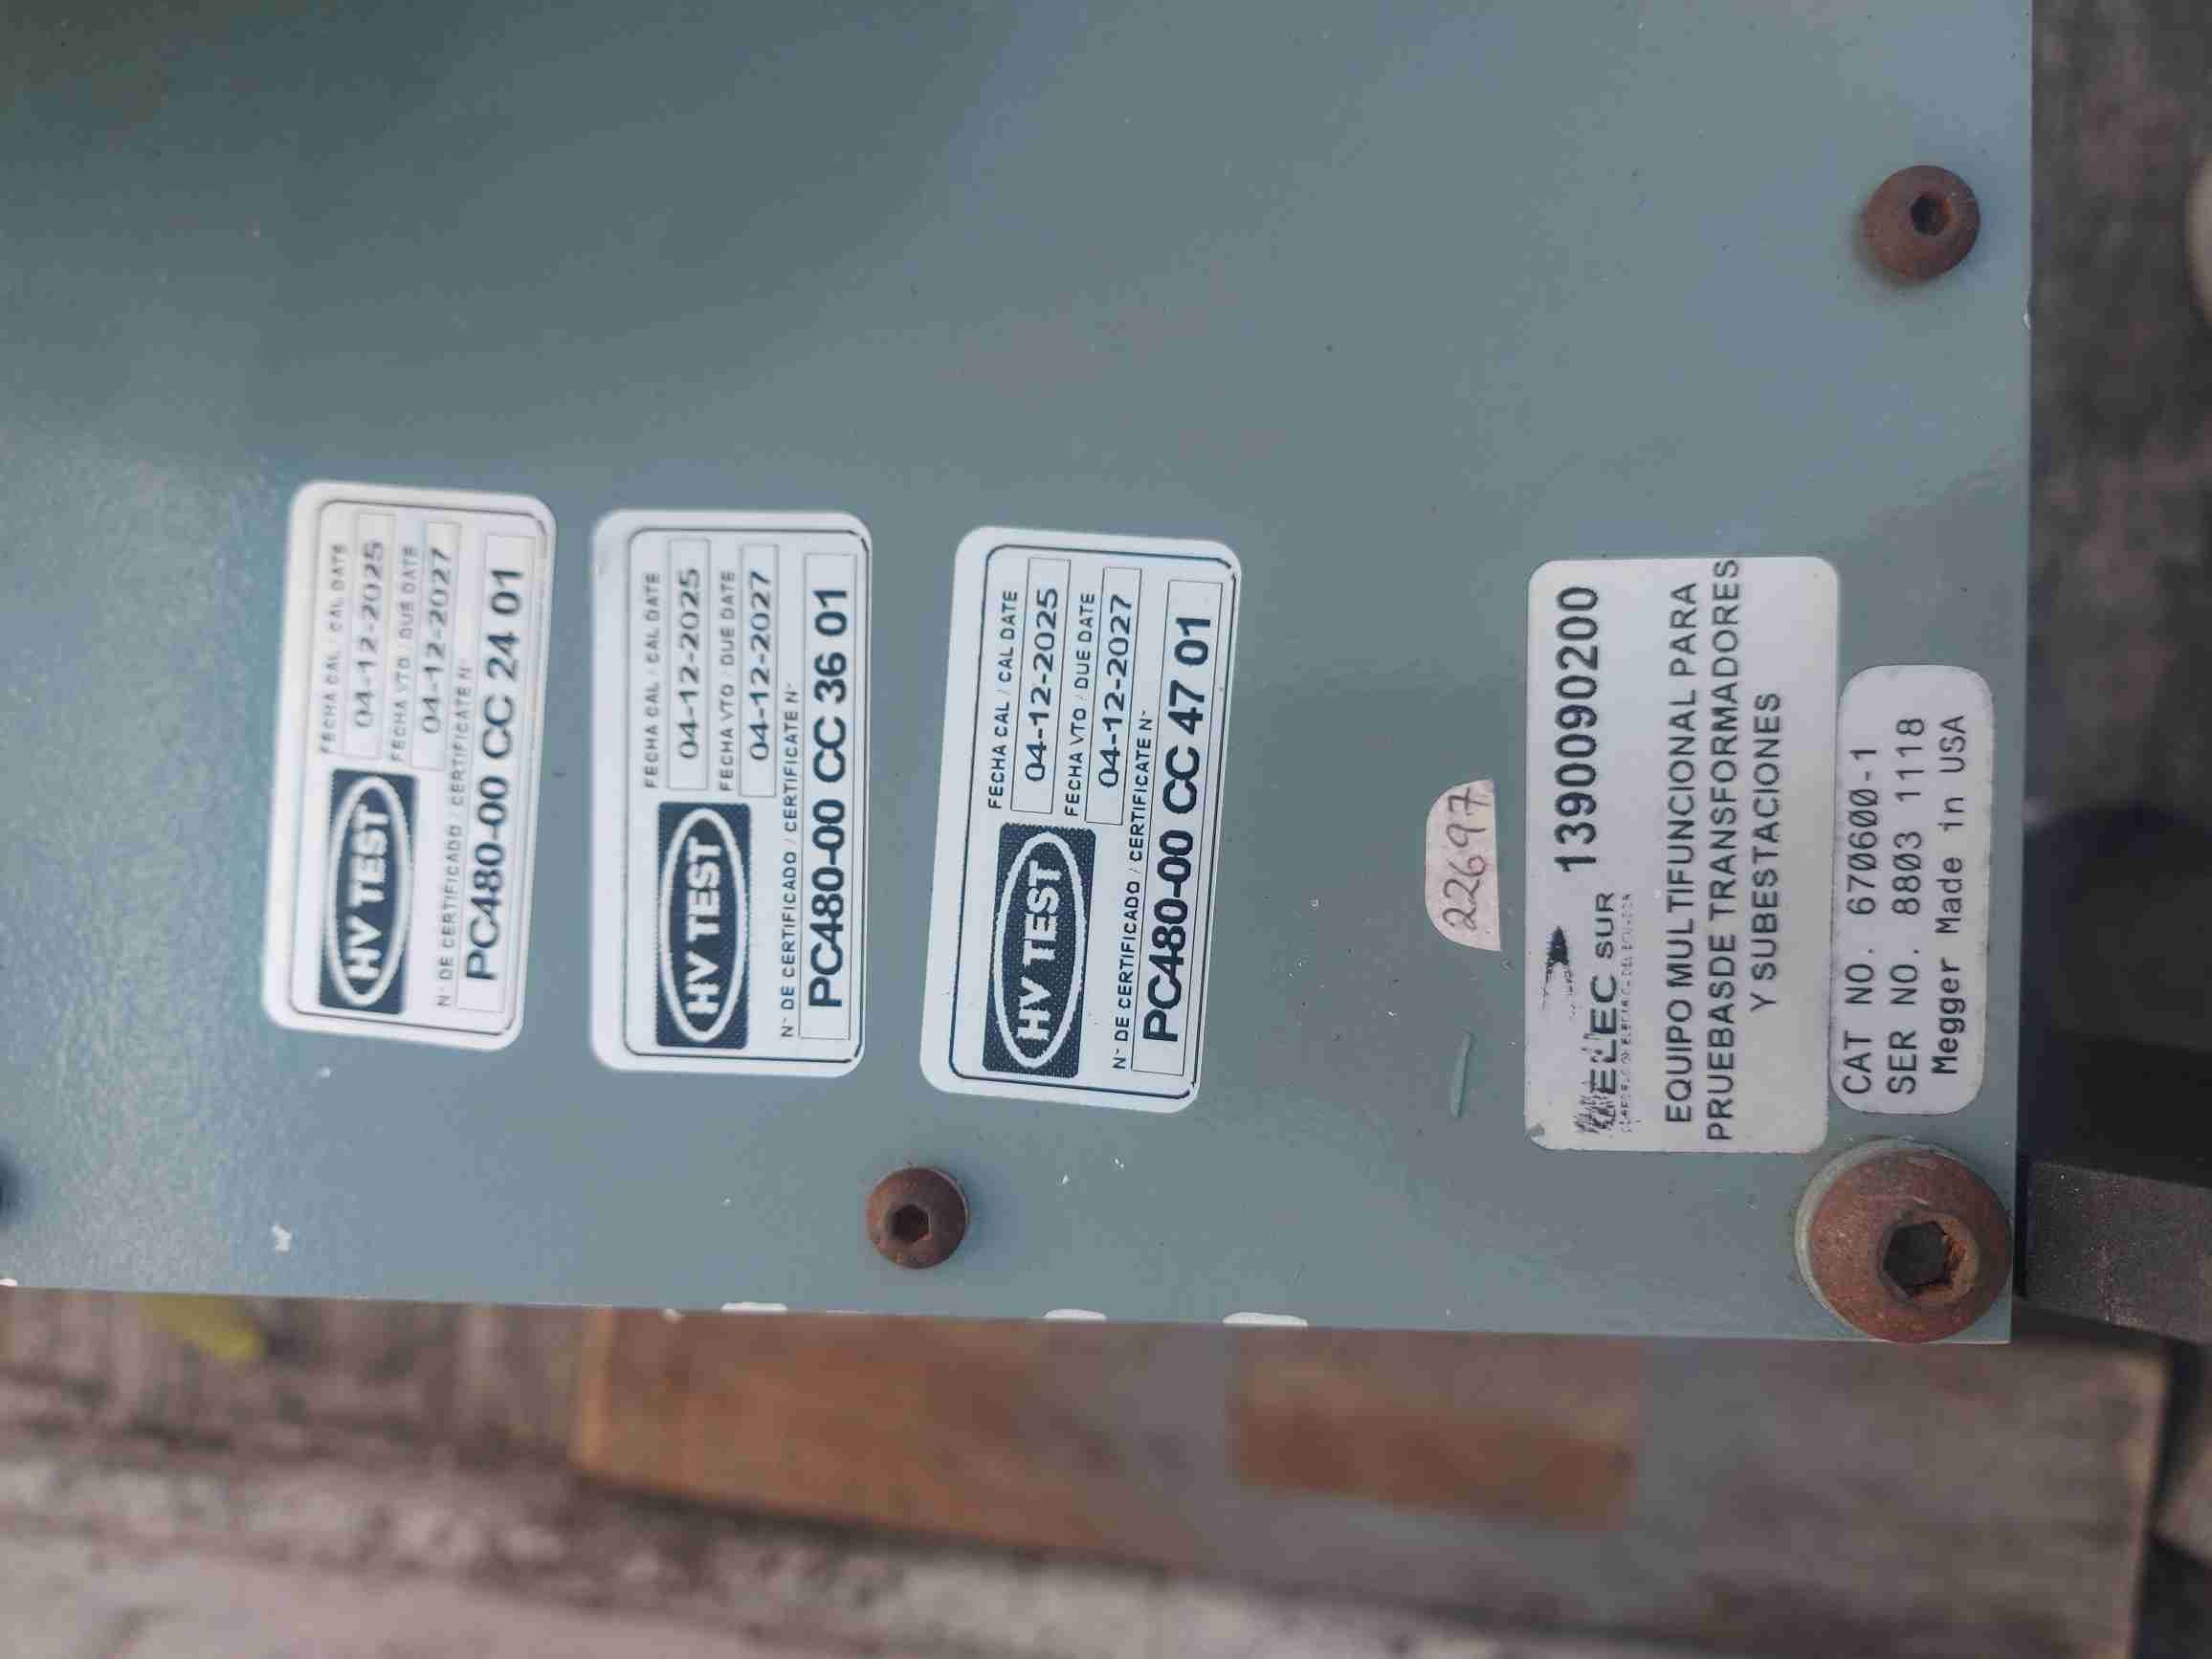 FECHA CAL / CAL DATE
04-12-2025
FECHA VTO / DUE DATE
04-12-2027
HV TEST
N° DE CERTIFICADO / CERTIFICATE N°
PC480-00 CC 24 01
FECHA CAL / CAL DATE
04-12-2025
FECHA VTO / DUE DATE
04-12-2027
HV TEST
N° DE CERTIFICADO / CERTIFICATE N°
PC480-00 CC 36 01
FECHA CAL / CAL DATE
04-12-2025
FECHA VTO / DUE DATE
04-12-2027
HV TEST
N° DE CERTIFICADO / CERTIFICATE N°
PC480-00 CC 47 01
22697
ELEC SUR 1390090200
EQUIPO MULTIFUNCIONAL PARA
PRUEBASDE TRANSFORMADORES
Y SUBESTACIONES
CAT NO. 670600-1
SER NO. 8803 1118
Megger Made in USA